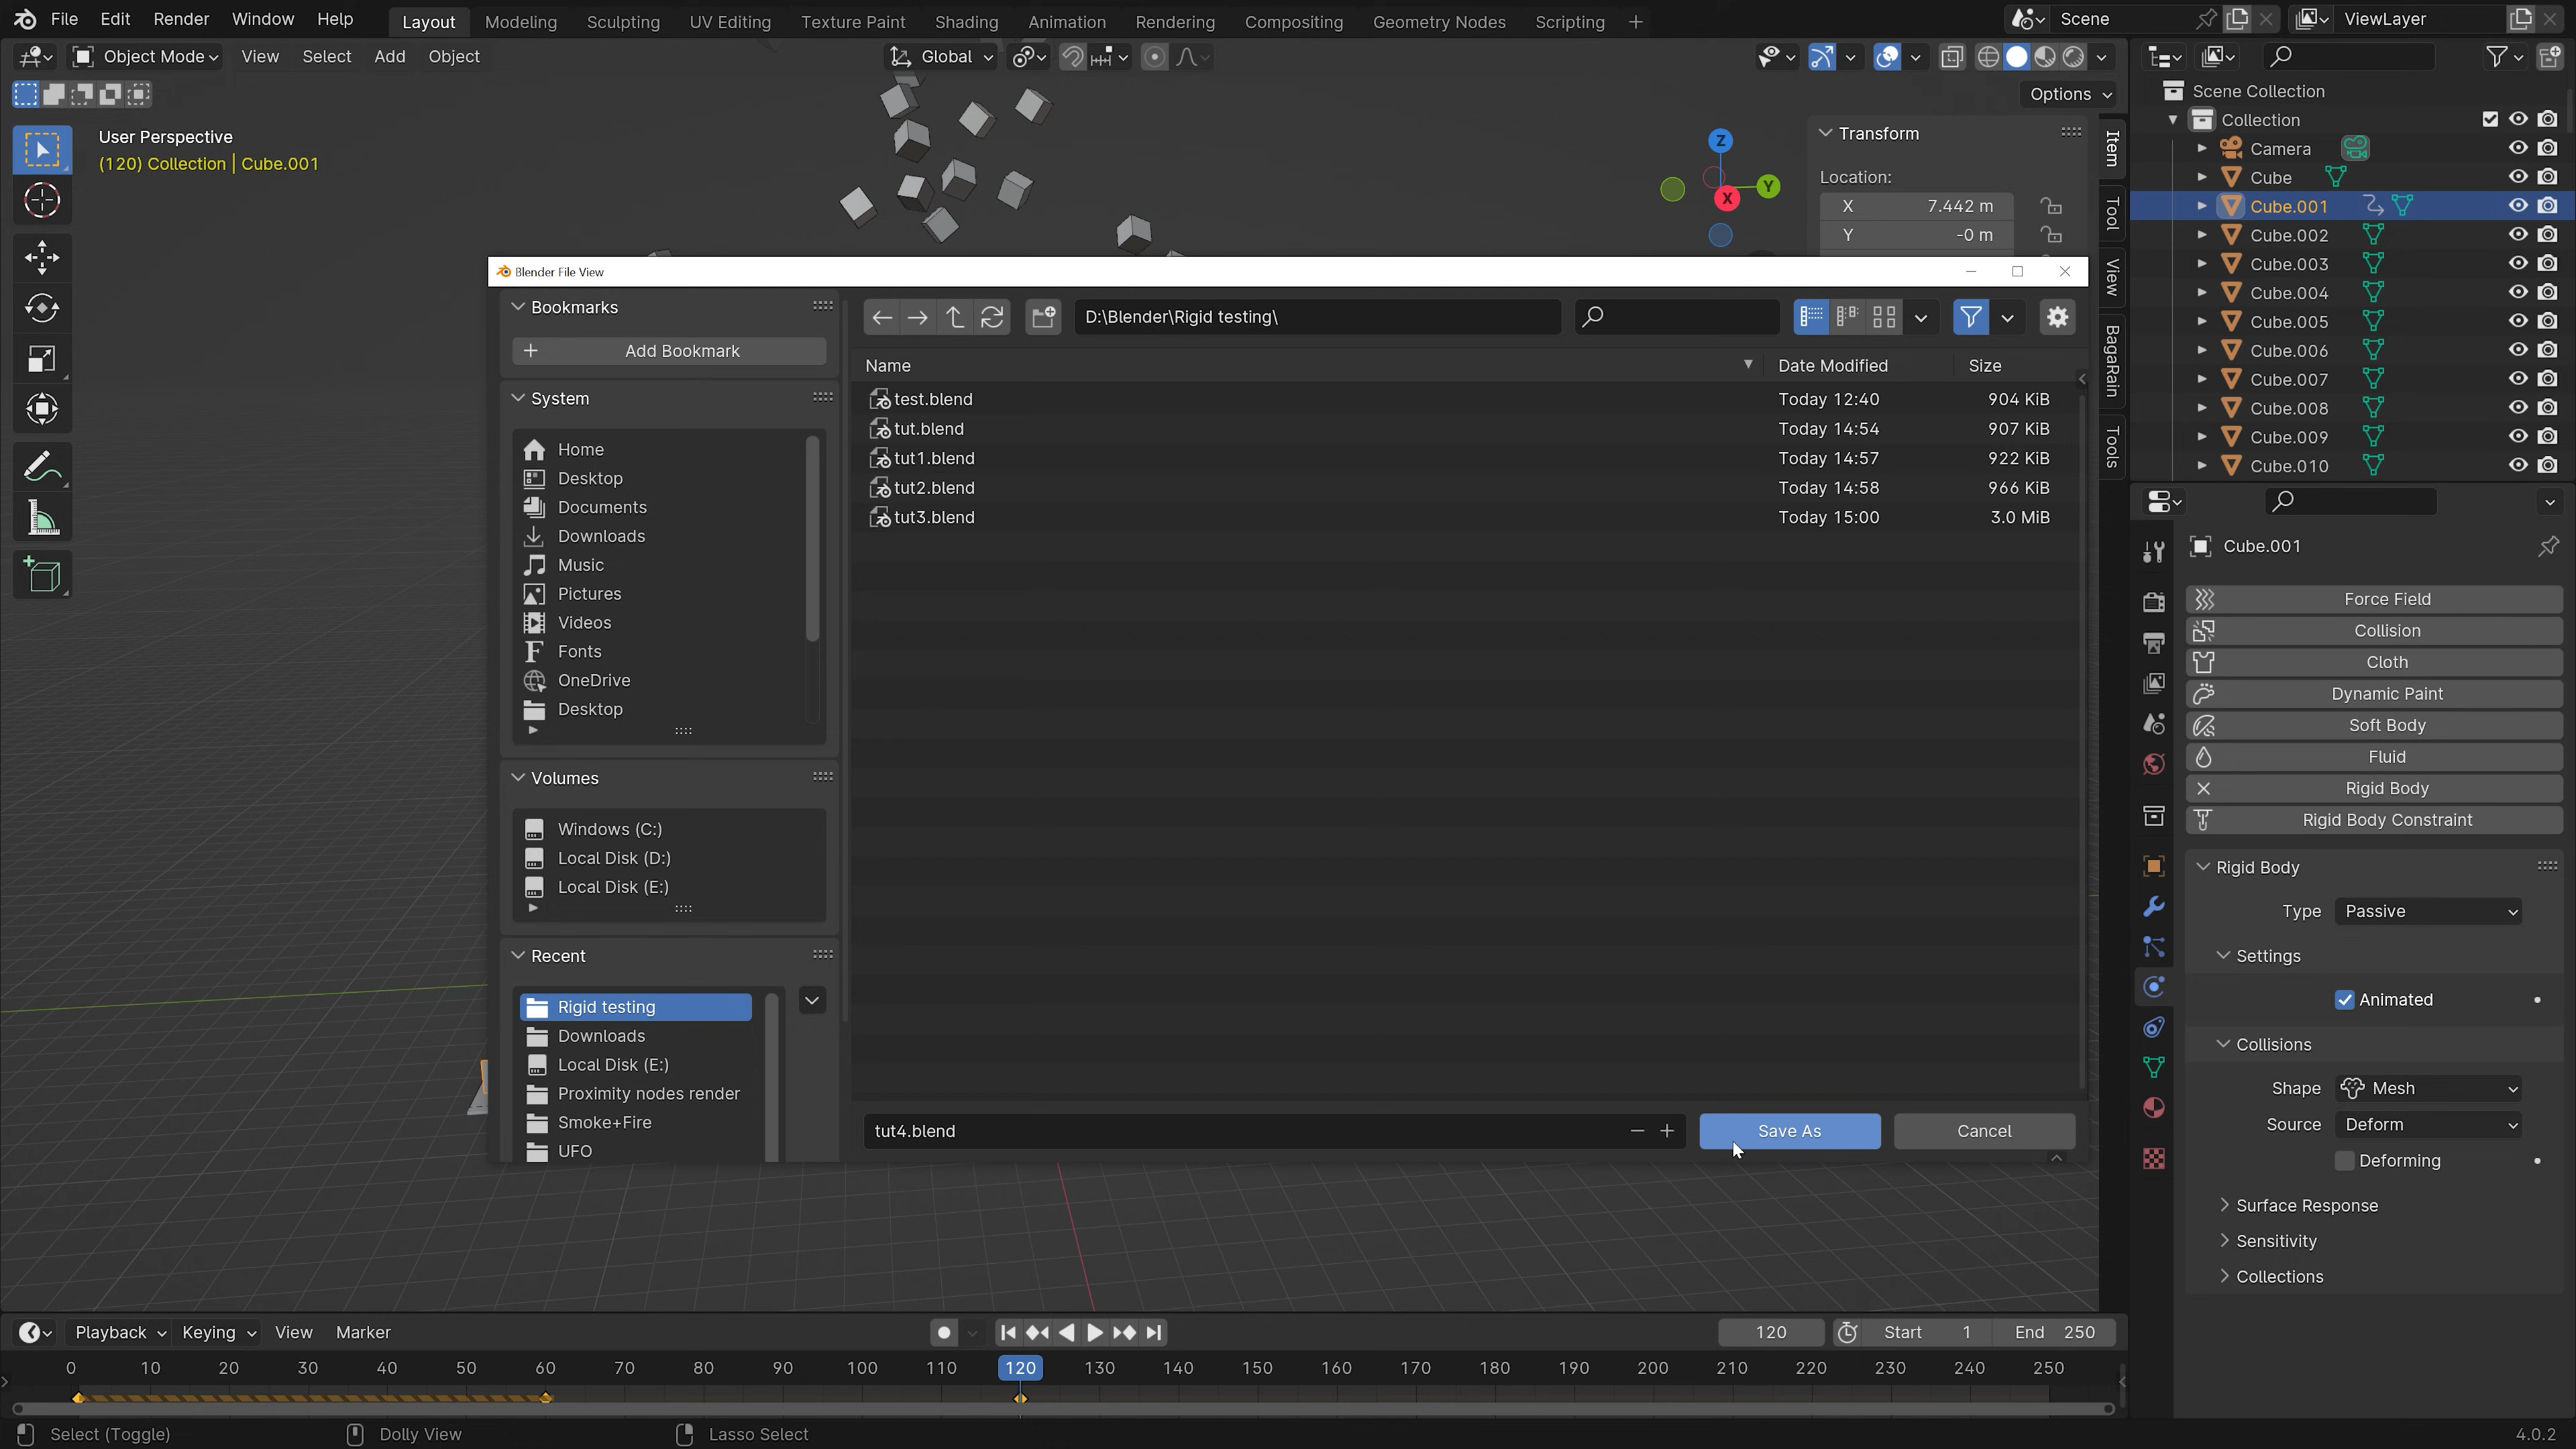 File Edit Render Window Help Layout Modeling Sculpting UV Editing Texture Paint Shading Animation Rendering Compositing Geometry Nodes Scripting + Scene ViewLayer
Object Mode View Select Add Object Global
Options
User Perspective
(120) Collection | Cube.001
Z
Y
X
Transform
Location:
X 7.442 m
Y -0 m
Item
Tool
View
BagaRain
Tools
Scene Collection
Collection
Camera
Cube
Cube.001
Cube.002
Cube.003
Cube.004
Cube.005
Cube.006
Cube.007
Cube.008
Cube.009
Cube.010
Blender File View
Bookmarks
Add Bookmark
System
Home
Desktop
Documents
Downloads
Music
Pictures
Videos
Fonts
OneDrive
Desktop
Volumes
Windows (C:)
Local Disk (D:)
Local Disk (E:)
Recent
Rigid testing
Downloads
Local Disk (E:)
Proximity nodes render
Smoke+Fire
UFO
D:\Blender\Rigid testing\
Name Date Modified Size
test.blend Today 12:40 904 KiB
tut.blend Today 14:54 907 KiB
tut1.blend Today 14:57 922 KiB
tut2.blend Today 14:58 966 KiB
tut3.blend Today 15:00 3.0 MiB
tut4.blend Save As Cancel
Cube.001
Force Field
Collision
Cloth
Dynamic Paint
Soft Body
Fluid
Rigid Body
Rigid Body Constraint
Rigid Body
Type Passive
Settings
Animated
Collisions
Shape Mesh
Source Deform
Deforming
Surface Response
Sensitivity
Collections
Playback Keying View Marker 120 Start 1 End 250
0 10 20 30 40 50 60 70 80 90 100 110 120 130 140 150 160 170 180 190 200 210 220 230 240 250
Select (Toggle) Dolly View Lasso Select 4.0.2